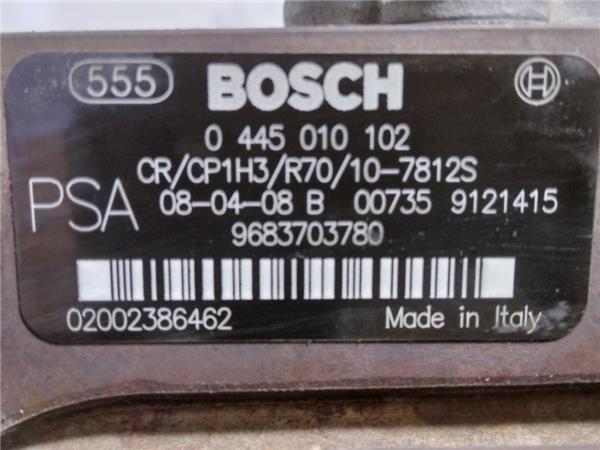 555 BOSCH
0 445 010 102
CR/CP1H3/R70/10-7812S
PSA 08-04-08 B 00735 9121415
9683703780
02002386462 Made in Italy